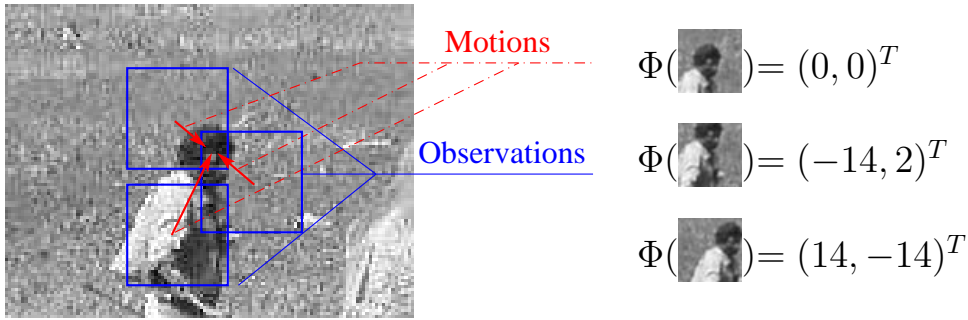 Motions
Observations
Φ( )= (0, 0)^T
Φ( )= (−14, 2)^T
Φ( )= (14, −14)^T